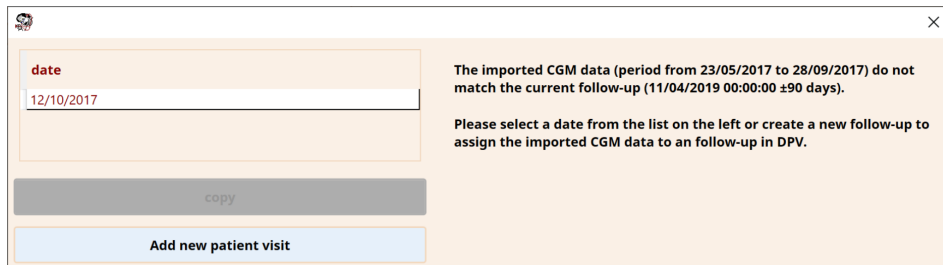 date
12/10/2017
copy
Add new patient visit
The imported CGM data (period from 23/05/2017 to 28/09/2017) do not
match the current follow-up (11/04/2019 00:00:00 ±90 days).
Please select a date from the list on the left or create a new follow-up to
assign the imported CGM data to an follow-up in DPV.